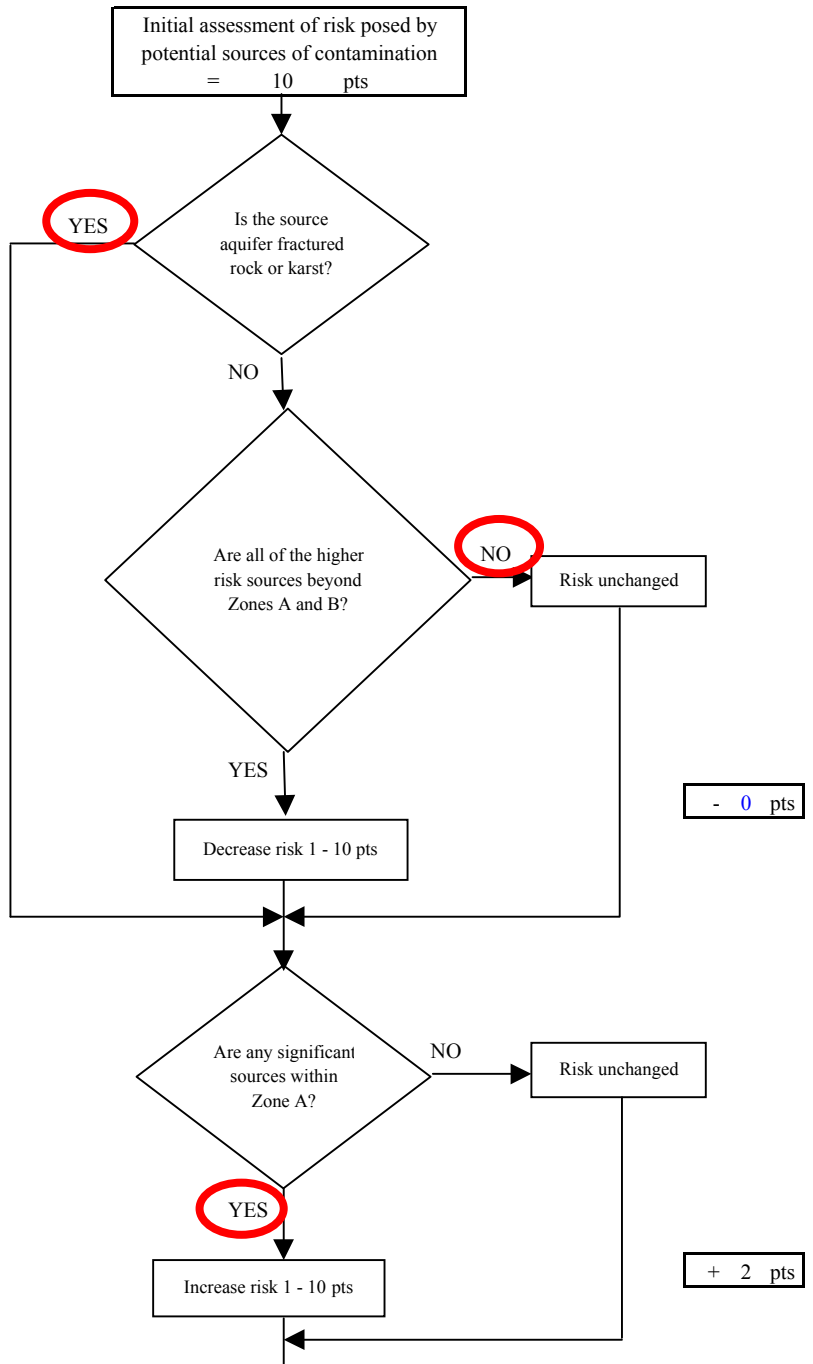 Initial assessment of risk posed by
potential sources of contamination
= 10 pts
YES
Is the source
aquifer fractured
rock or karst?
NO
Are all of the higher
risk sources beyond
Zones A and B?
NO
Risk unchanged
YES
- 0 pts
Decrease risk 1 - 10 pts
Are any significant
sources within
Zone A?
NO
Risk unchanged
YES
Increase risk 1 - 10 pts
+ 2 pts